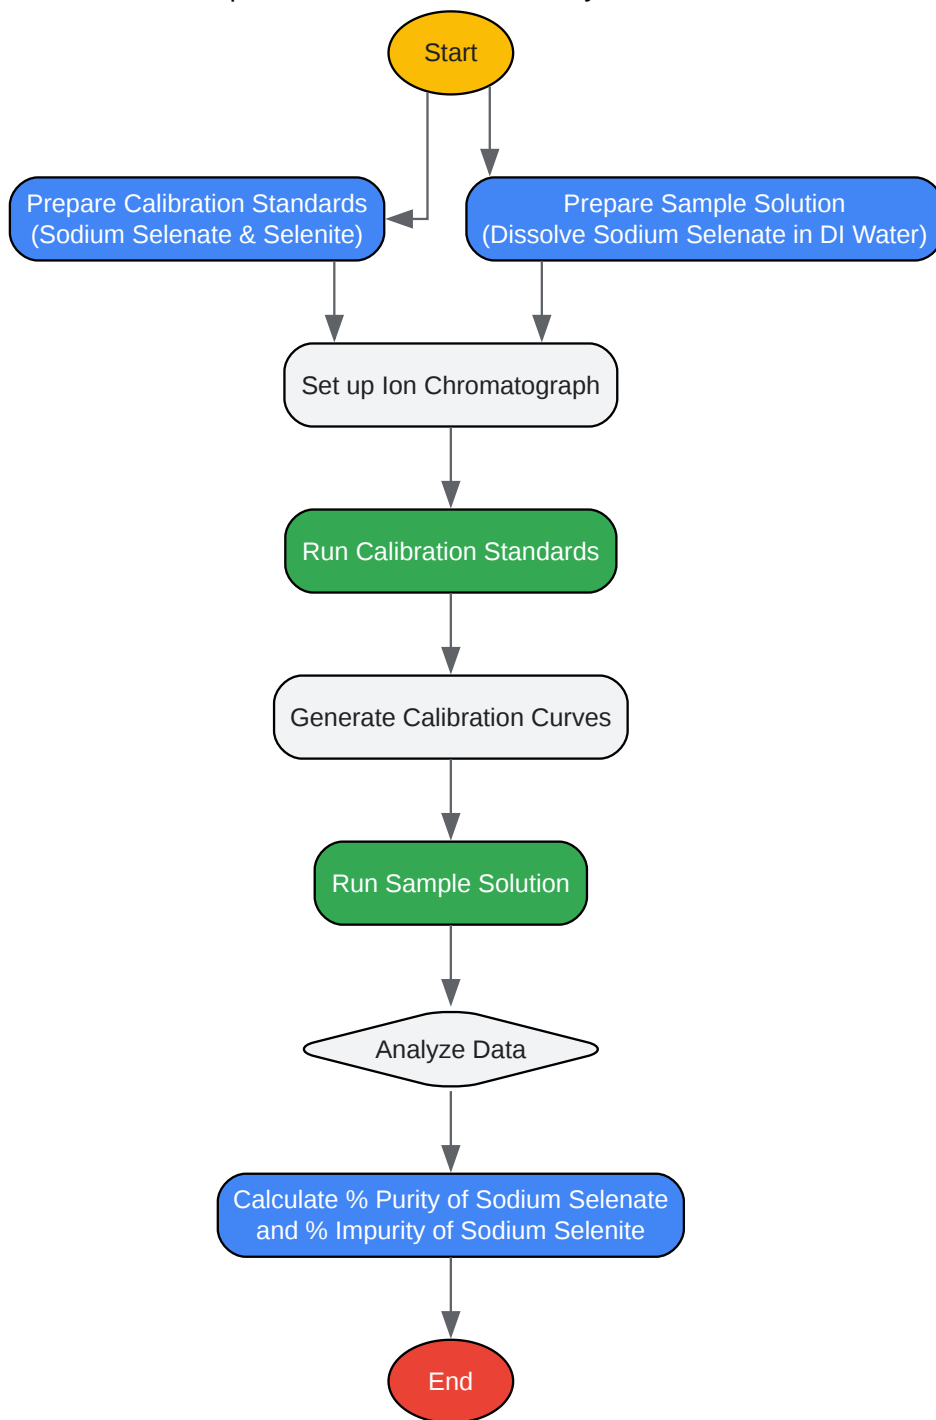 Start
Prepare Calibration Standards
(Sodium Selenate & Selenite)
Prepare Sample Solution
(Dissolve Sodium Selenate in DI Water)
Set up Ion Chromatograph
Run Calibration Standards
Generate Calibration Curves
Run Sample Solution
Analyze Data
Calculate % Purity of Sodium Selenate
and % Impurity of Sodium Selenite
End